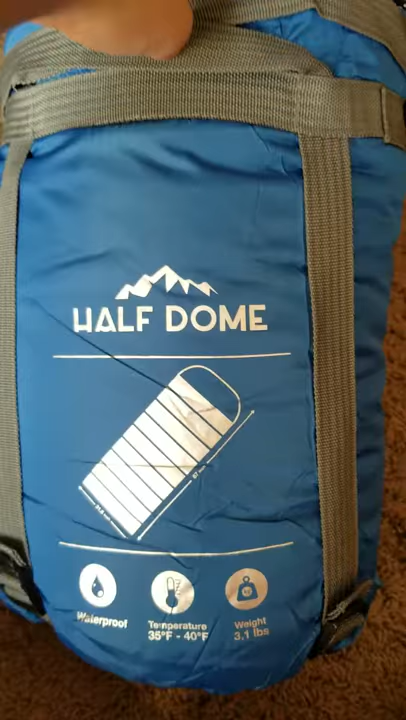 HALF DOME
Waterproof
Temperature
35°F - 40°F
Weight
3.1 lbs